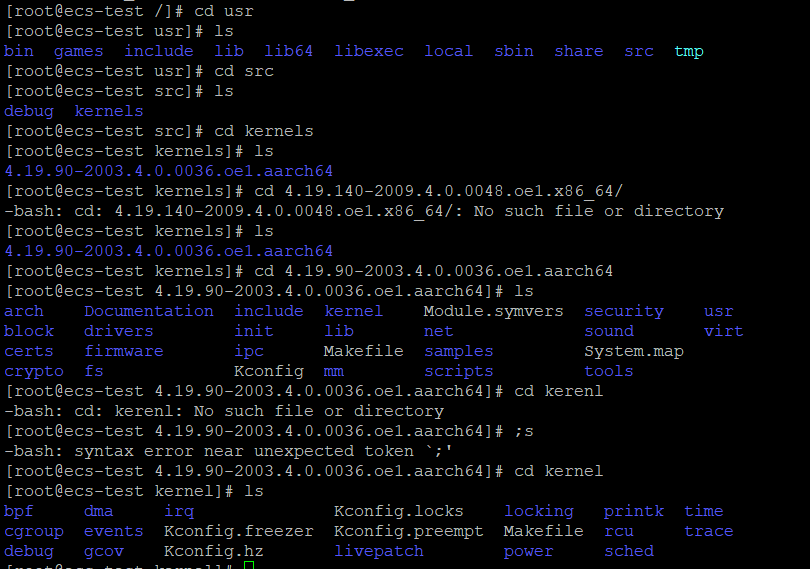 [root@ecs-test /]# cd usr
[root@ecs-test usr]# ls
bin  games  include  lib  lib64  libexec  local  sbin  share  src  tmp
[root@ecs-test usr]# cd src
[root@ecs-test src]# ls
debug  kernels
[root@ecs-test src]# cd kernels
[root@ecs-test kernels]# ls
4.19.90-2003.4.0.0036.oe1.aarch64
[root@ecs-test kernels]# cd 4.19.140-2009.4.0.0048.oe1.x86_64/
-bash: cd: 4.19.140-2009.4.0.0048.oe1.x86_64/: No such file or directory
[root@ecs-test kernels]# ls
4.19.90-2003.4.0.0036.oe1.aarch64
[root@ecs-test kernels]# cd 4.19.90-2003.4.0.0036.oe1.aarch64
[root@ecs-test 4.19.90-2003.4.0.0036.oe1.aarch64]# ls
arch    Documentation  include  kernel    Module.symvers  security    usr
block   drivers        init     lib       net             sound       virt
certs   firmware       ipc      Makefile  samples         System.map
crypto  fs             Kconfig  mm        scripts         tools
[root@ecs-test 4.19.90-2003.4.0.0036.oe1.aarch64]# cd kerenl
-bash: cd: kerenl: No such file or directory
[root@ecs-test 4.19.90-2003.4.0.0036.oe1.aarch64]# ;s
-bash: syntax error near unexpected token `;'
[root@ecs-test 4.19.90-2003.4.0.0036.oe1.aarch64]# cd kernel
[root@ecs-test kernel]# ls
bpf     dma     irq              Kconfig.locks    locking   printk  time
cgroup  events  Kconfig.freezer  Kconfig.preempt  Makefile  rcu     trace
debug   gcov    Kconfig.hz       livepatch        power     sched
[root@ecs-test kernel]#